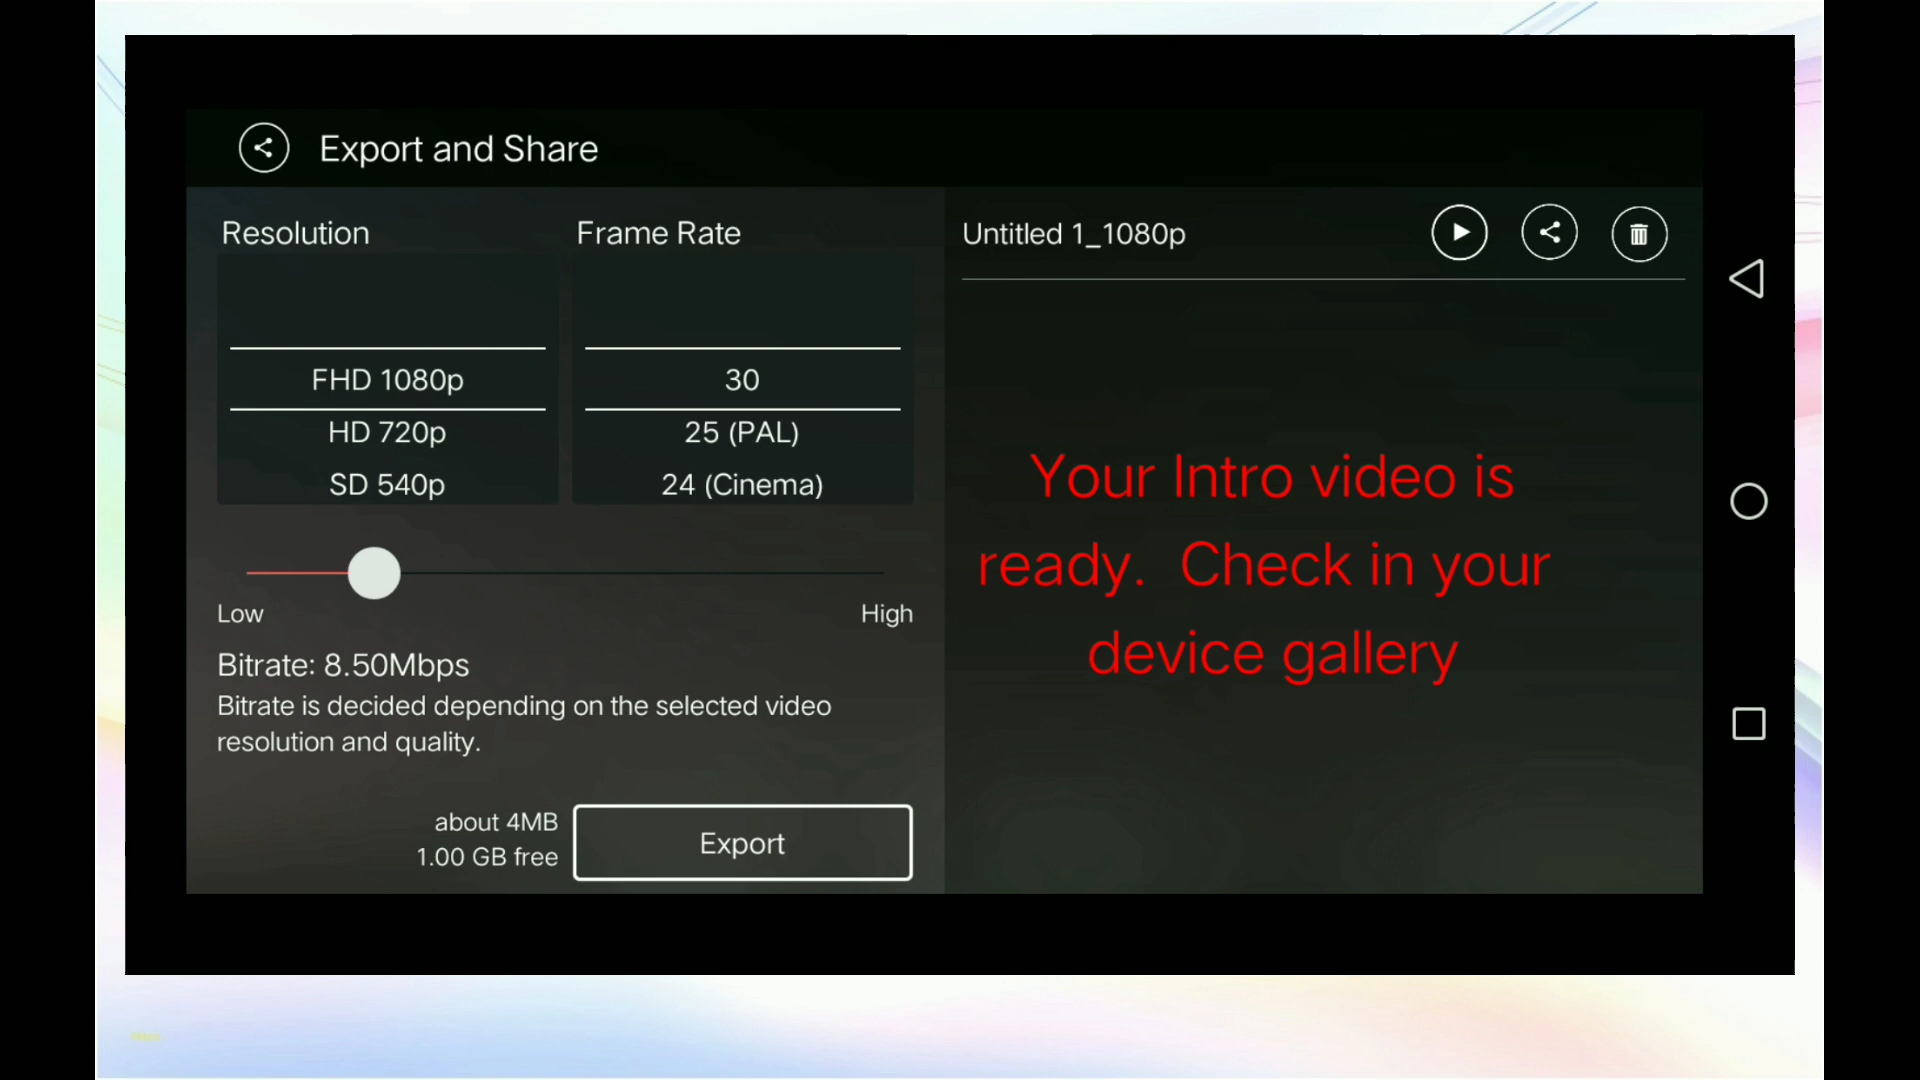 Export and Share
Resolution
Frame Rate
FHD 1080p
HD 720p
SD 540p
30
25 (PAL)
24 (Cinema)
Low
High
Bitrate: 8.50Mbps
Bitrate is decided depending on the selected video
resolution and quality.
about 4MB
1.00 GB free
Export
Untitled 1_1080p
Your Intro video is
ready. Check in your
device gallery